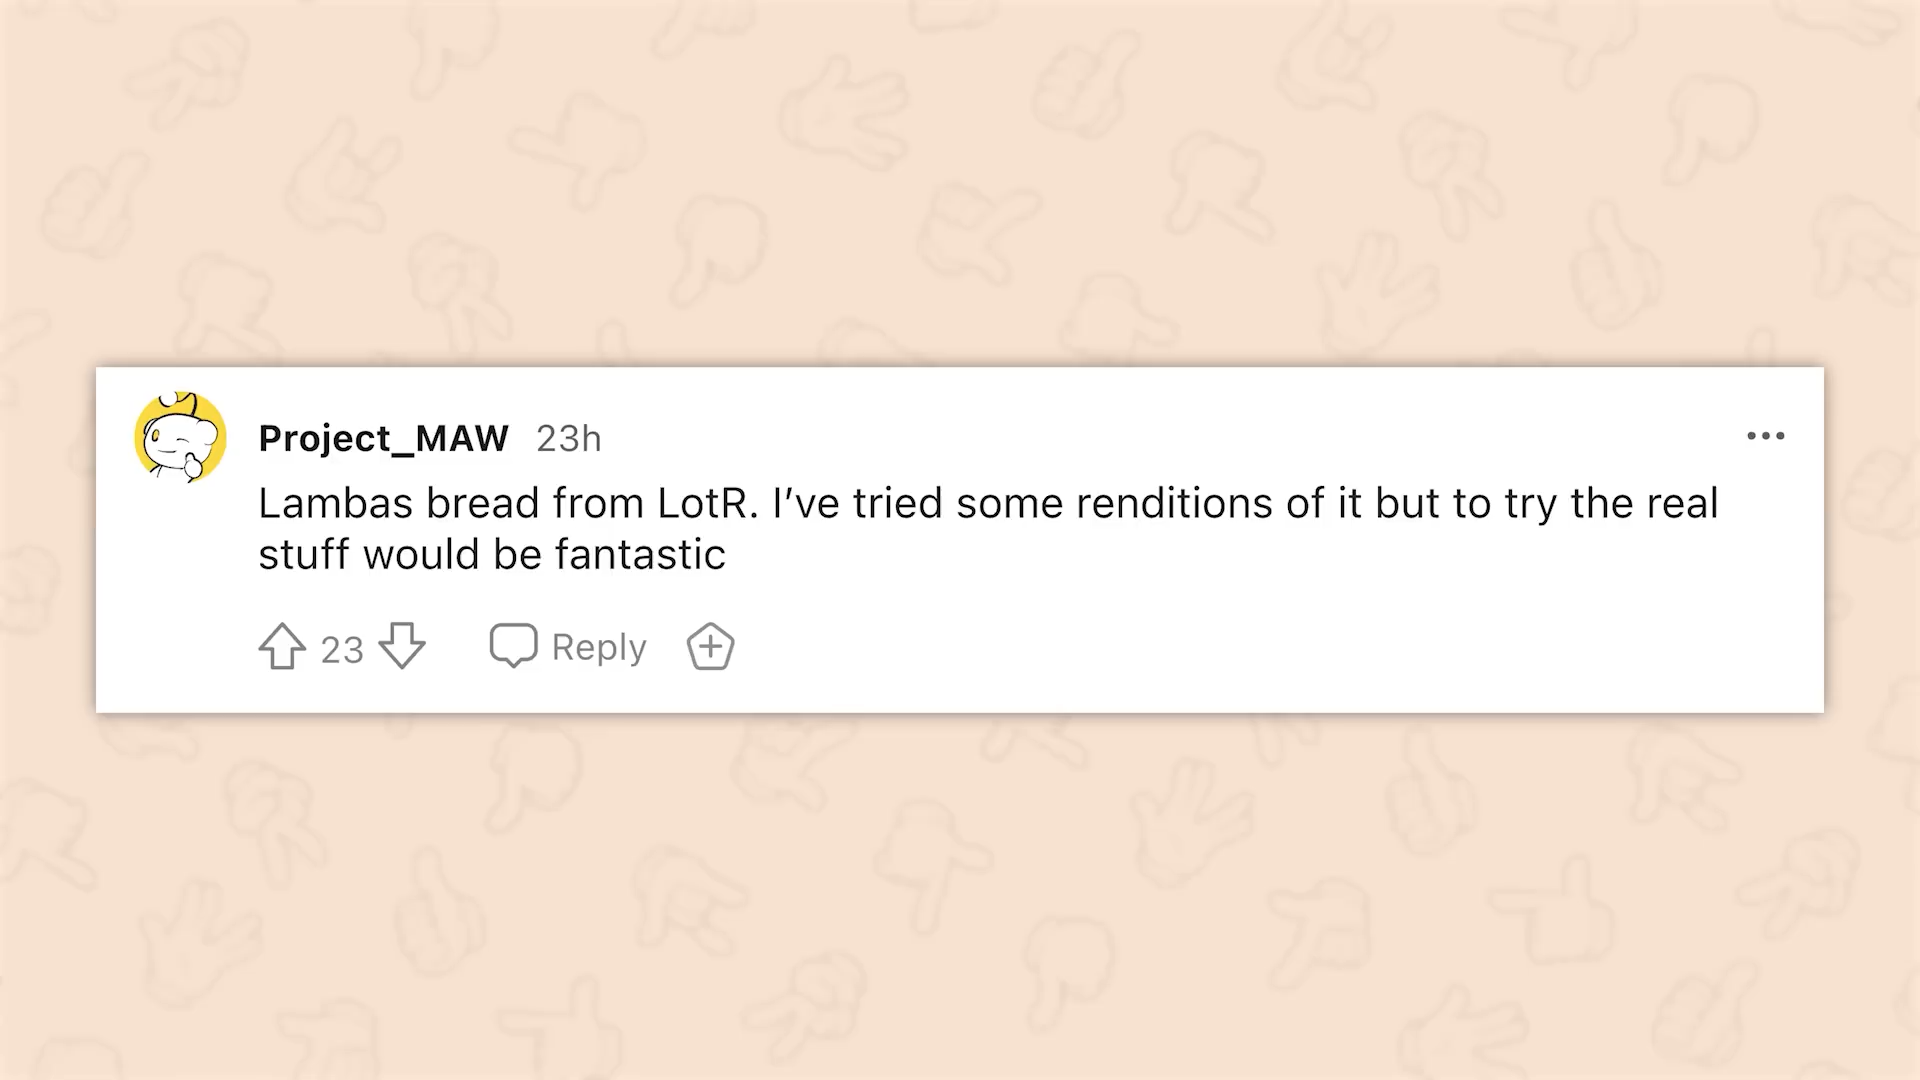 Project_MAW 23h
Lambas bread from LotR. I’ve tried some renditions of it but to try the real
stuff would be fantastic
23 Reply